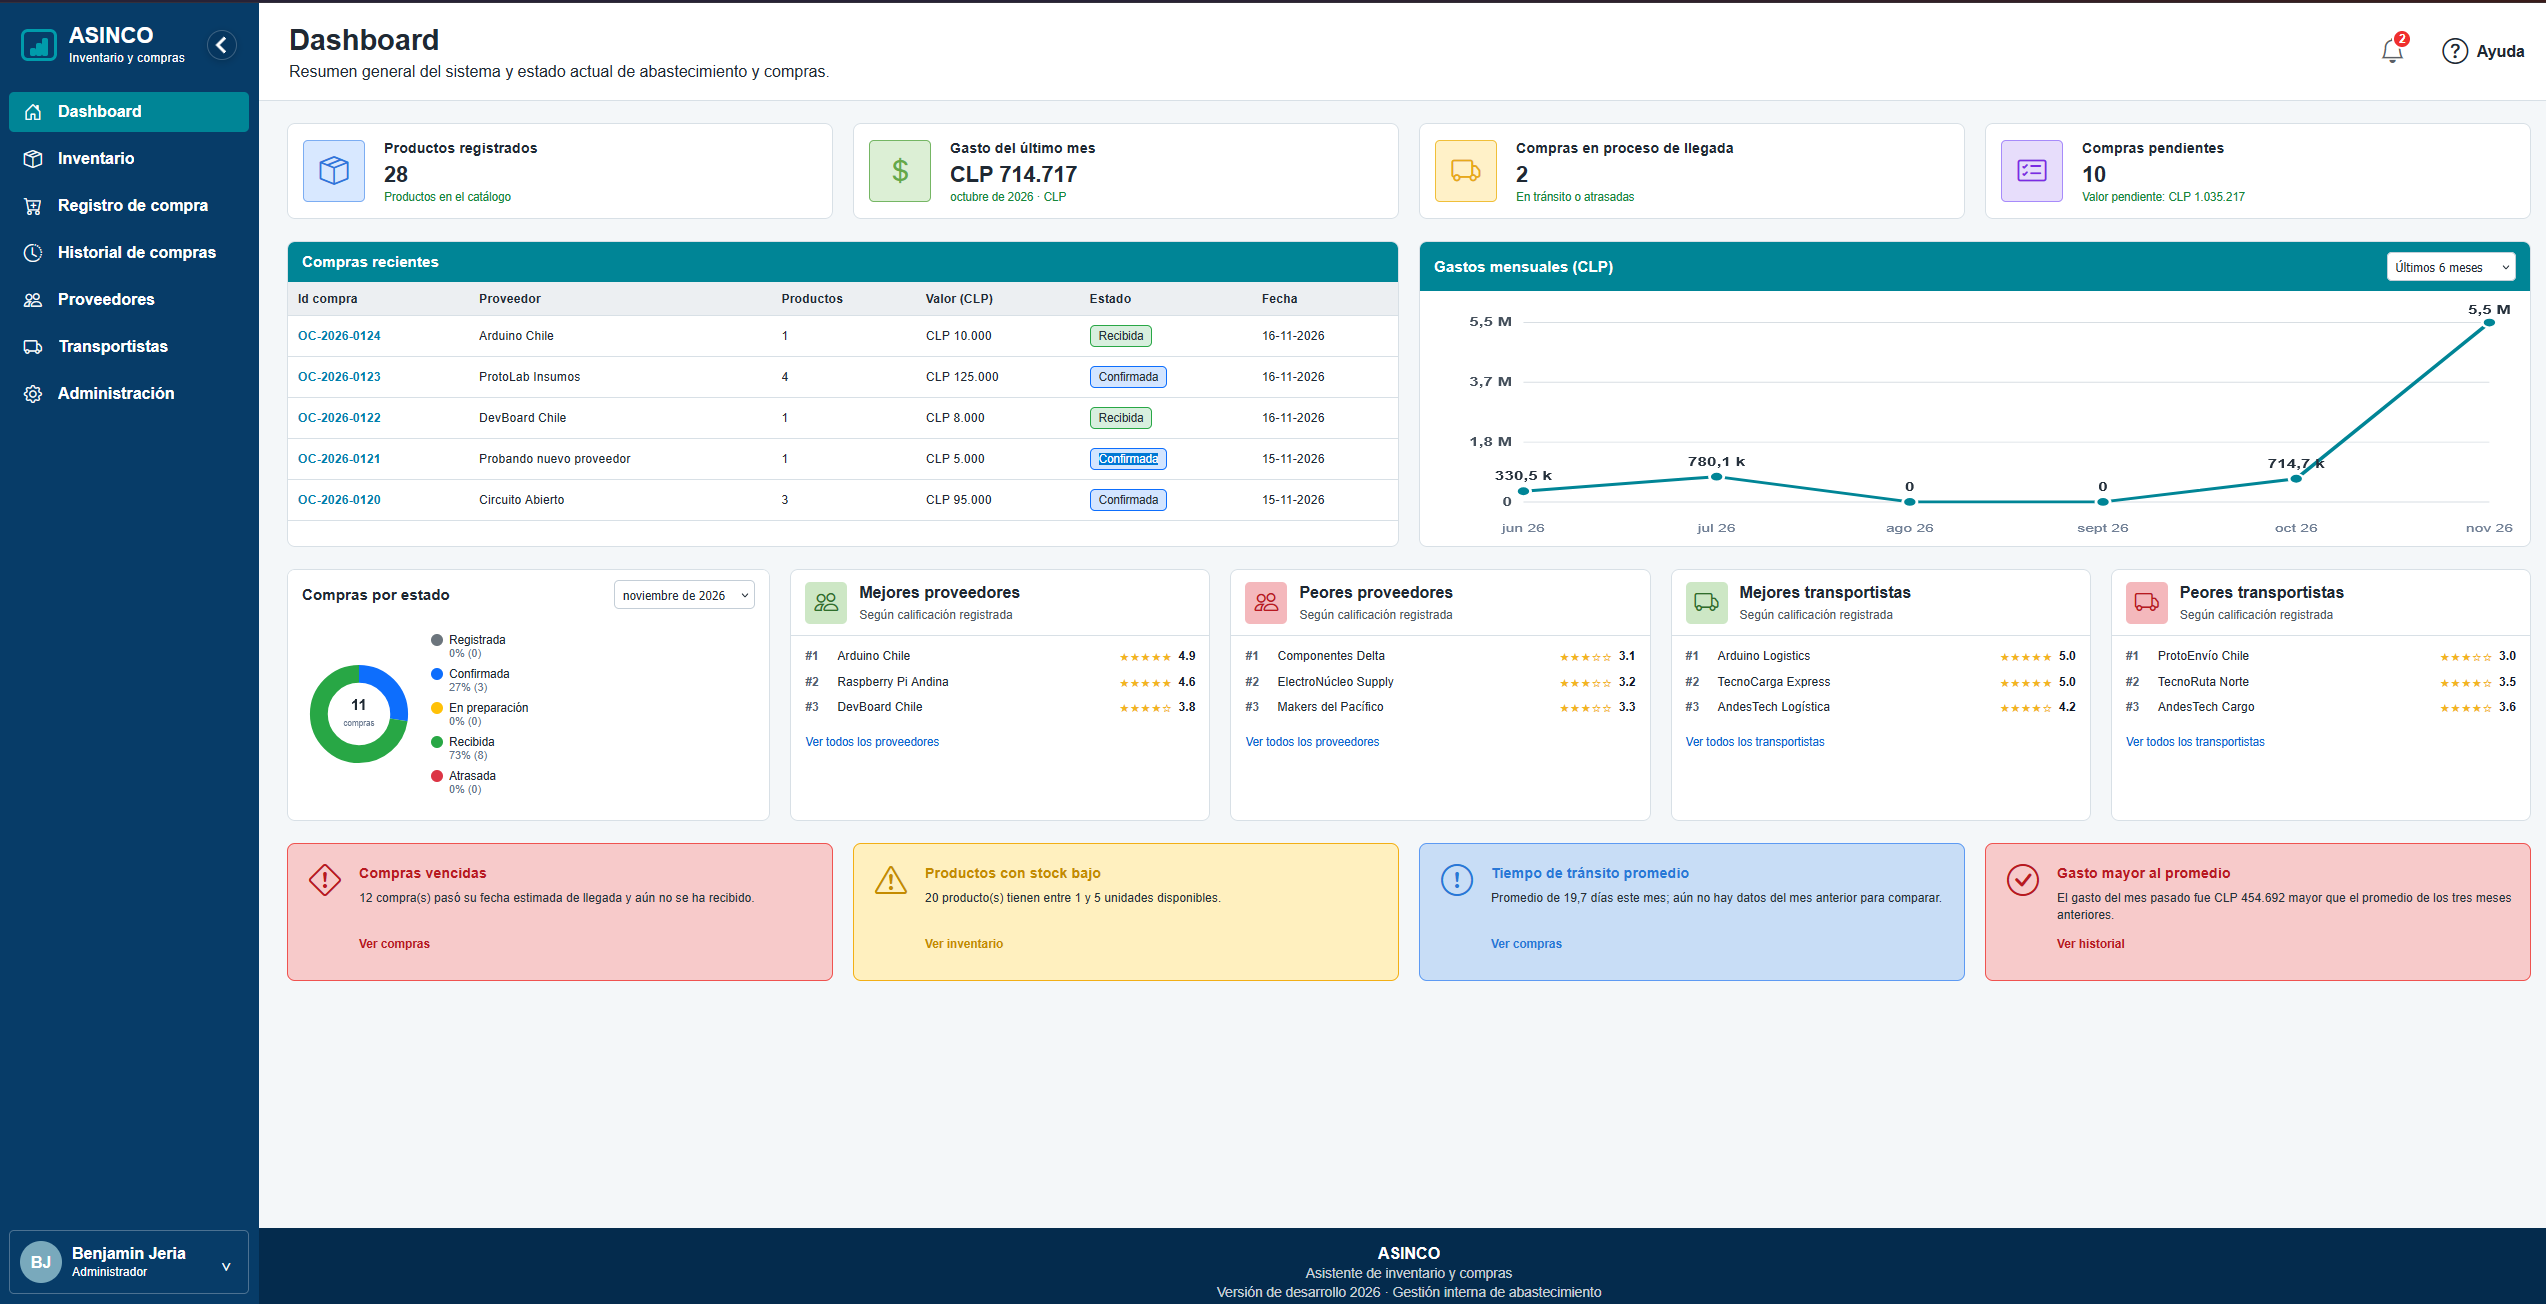 ASINCO
Inventario y compras
Dashboard
Inventario
Registro de compra
Historial de compras
Proveedores
Transportistas
Administración
BJ
Benjamin Jeria
Administrador
Dashboard
Resumen general del sistema y estado actual de abastecimiento y compras.
2
? Ayuda
Productos registrados
28
Productos en el catálogo
$
Gasto del último mes
CLP 714.717
octubre de 2026 · CLP
Compras en proceso de llegada
2
En tránsito o atrasadas
Compras pendientes
10
Valor pendiente: CLP 1.035.217
Compras recientes
Id compra Proveedor Productos Valor (CLP) Estado Fecha
OC-2026-0124 Arduino Chile 1 CLP 10.000 Recibida 16-11-2026
OC-2026-0123 ProtoLab Insumos 4 CLP 125.000 Confirmada 16-11-2026
OC-2026-0122 DevBoard Chile 1 CLP 8.000 Recibida 16-11-2026
OC-2026-0121 Probando nuevo proveedor 1 CLP 5.000 Confirmada 15-11-2026
OC-2026-0120 Circuito Abierto 3 CLP 95.000 Confirmada 15-11-2026
Gastos mensuales (CLP)
Últimos 6 meses
5,5 M
5,5 M
3,7 M
1,8 M
330,5 k 780,1 k 0 0 714,7 k
0
jun 26 jul 26 ago 26 sept 26 oct 26 nov 26
Compras por estado
noviembre de 2026
11
compras
Registrada
0% (0)
Confirmada
27% (3)
En preparación
0% (0)
Recibida
73% (8)
Atrasada
0% (0)
Mejores proveedores
Según calificación registrada
#1 Arduino Chile ★★★★★ 4.9
#2 Raspberry Pi Andina ★★★★★ 4.6
#3 DevBoard Chile ★★★★☆ 3.8
Ver todos los proveedores
Peores proveedores
Según calificación registrada
#1 Componentes Delta ★★★☆☆ 3.1
#2 ElectroNúcleo Supply ★★★☆☆ 3.2
#3 Makers del Pacífico ★★★☆☆ 3.3
Ver todos los proveedores
Mejores transportistas
Según calificación registrada
#1 Arduino Logistics ★★★★★ 5.0
#2 TecnoCarga Express ★★★★★ 5.0
#3 AndesTech Logística ★★★★☆ 4.2
Ver todos los transportistas
Peores transportistas
Según calificación registrada
#1 ProtoEnvío Chile ★★★☆☆ 3.0
#2 TecnoRuta Norte ★★★★☆ 3.5
#3 AndesTech Cargo ★★★★☆ 3.6
Ver todos los transportistas
Compras vencidas
12 compra(s) pasó su fecha estimada de llegada y aún no se ha recibido.
Ver compras
Productos con stock bajo
20 producto(s) tienen entre 1 y 5 unidades disponibles.
Ver inventario
Tiempo de tránsito promedio
Promedio de 19,7 días este mes; aún no hay datos del mes anterior para comparar.
Ver compras
Gasto mayor al promedio
El gasto del mes pasado fue CLP 454.692 mayor que el promedio de los tres meses
anteriores.
Ver historial
ASINCO
Asistente de inventario y compras
Versión de desarrollo 2026 · Gestión interna de abastecimiento